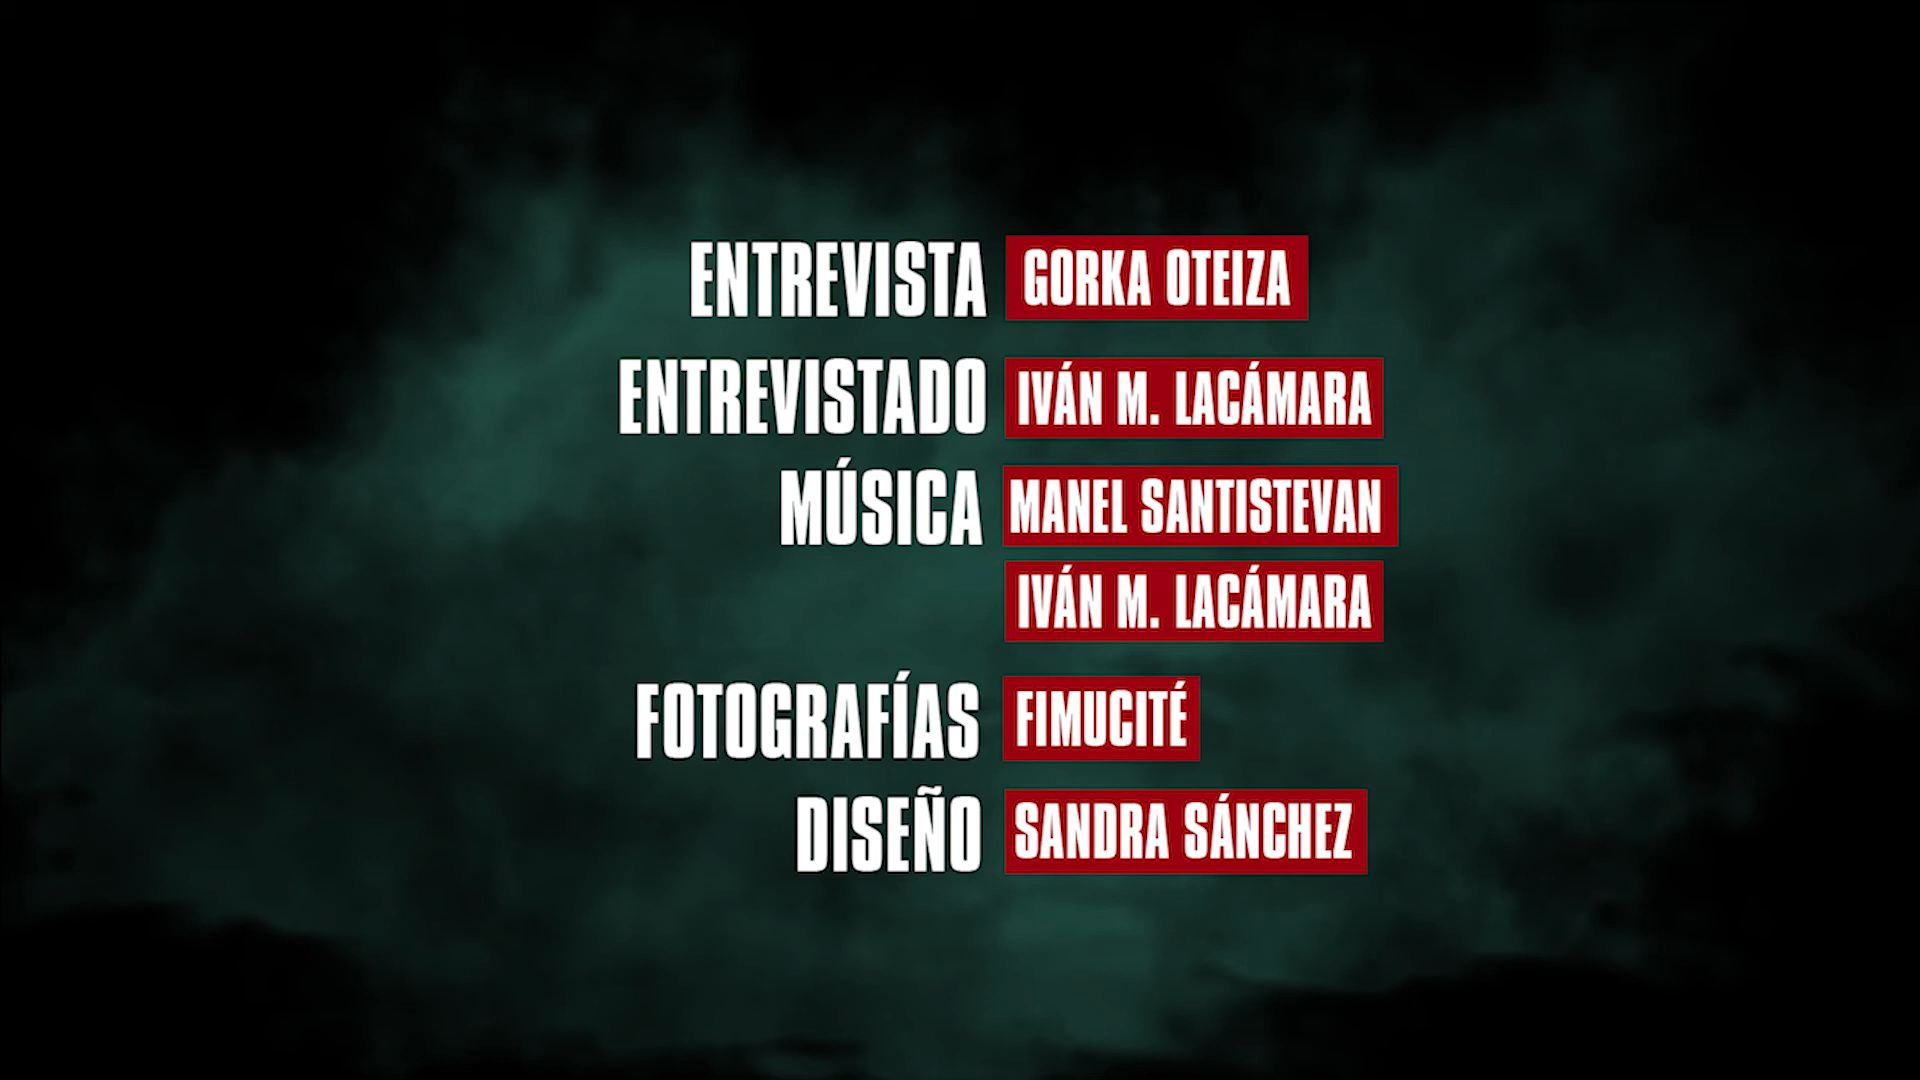 ENTREVISTA GORKA OTEIZA
ENTREVISTADO IVÁN M. LACÁMARA
MÚSICA MANEL SANTISTEVAN
IVÁN M. LACÁMARA
FOTOGRAFÍAS FIMUCITÉ
DISEÑO SANDRA SÁNCHEZ